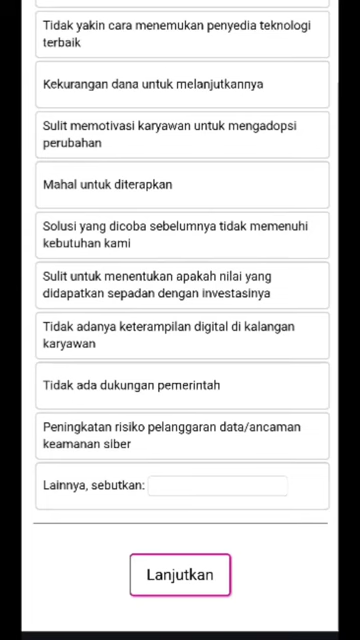 Tidak yakin cara menemukan penyedia teknologi
terbaik
Kekurangan dana untuk melanjutkannya
Sulit memotivasi karyawan untuk mengadopsi
perubahan
Mahal untuk diterapkan
Solusi yang dicoba sebelumnya tidak memenuhi
kebutuhan kami
Sulit untuk menentukan apakah nilai yang
didapatkan sepadan dengan investasinya
Tidak adanya keterampilan digital di kalangan
karyawan
Tidak ada dukungan pemerintah
Peningkatan risiko pelanggaran data/ancaman
keamanan siber
Lainnya, sebutkan:
Lanjutkan